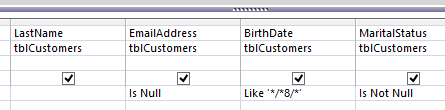 LastName EmailAddress BirthDate MaritalStatus
tblCustomers tblCustomers tblCustomers tblCustomers
Is Null Like '*/*8/*' Is Not Null